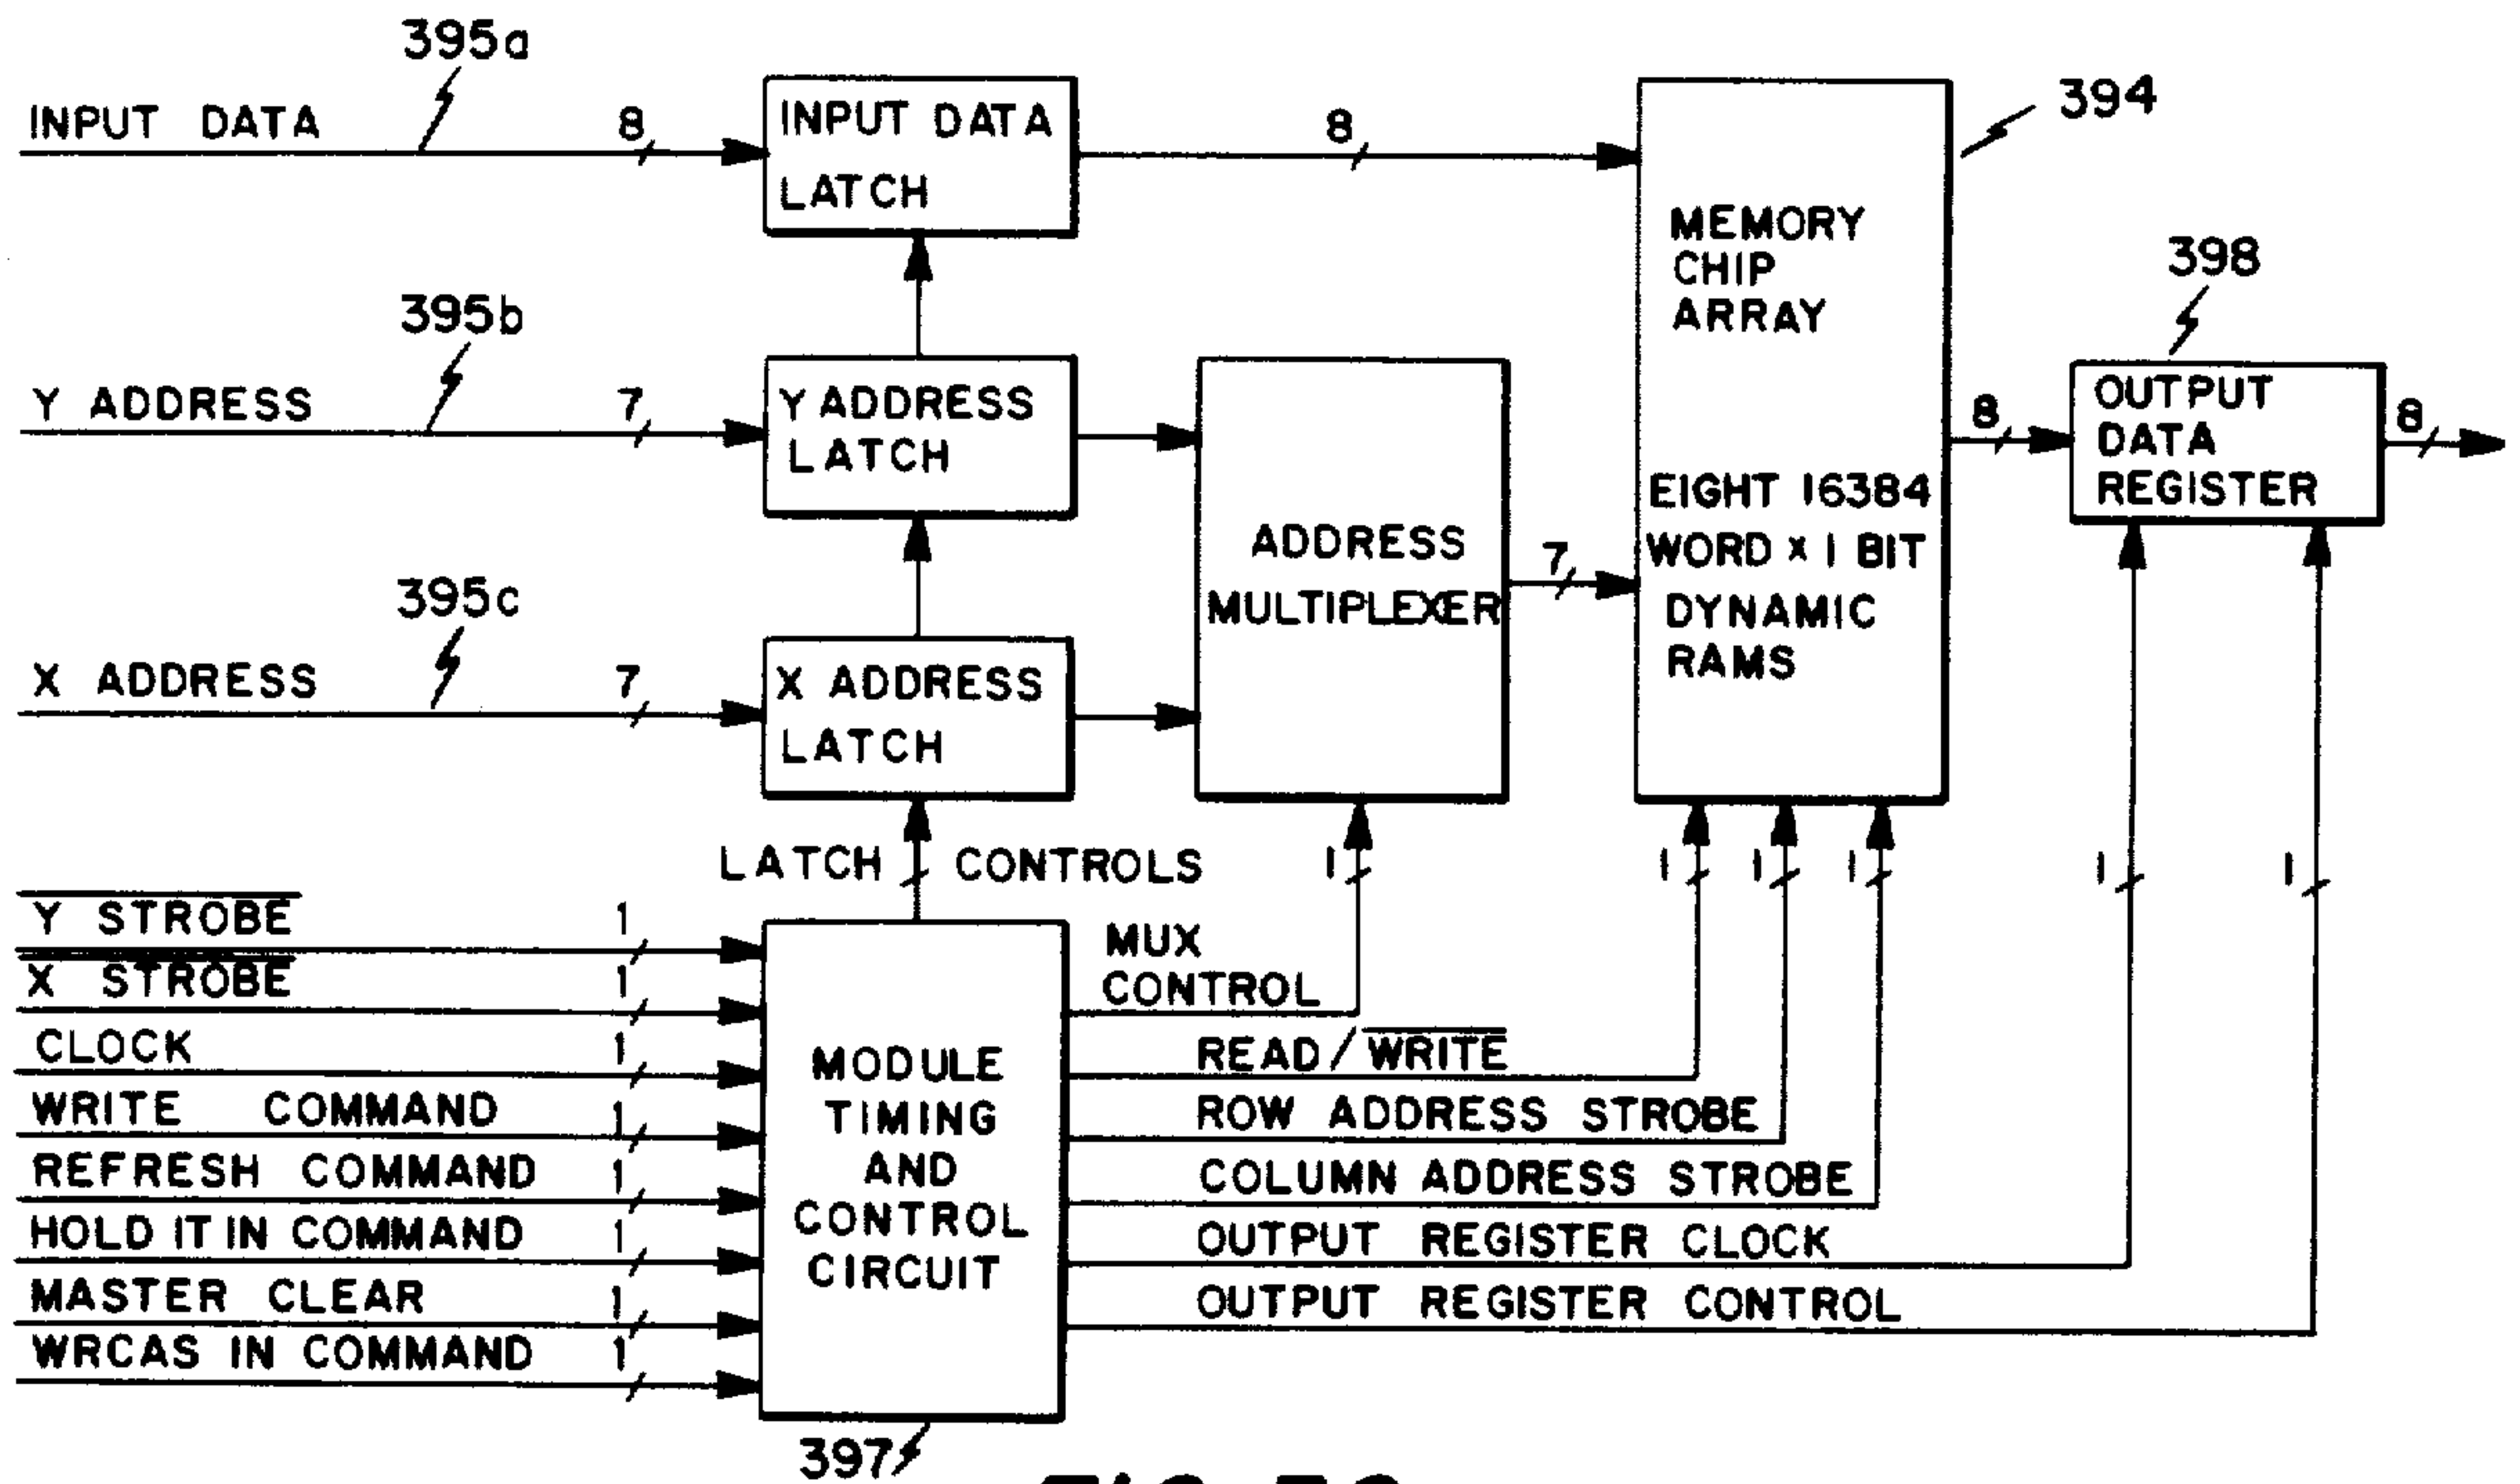 395a
INPUT DATA 8
INPUT DATA
LATCH
8
394
MEMORY
CHIP
ARRAY
EIGHT 16384
WORD x 1 BIT
DYNAMIC
RAMS
395b
Y ADDRESS 7
Y ADDRESS
LATCH
398
8
OUTPUT
DATA
REGISTER
8
ADDRESS
MULTIPLEXER
7
395c
X ADDRESS 7
X ADDRESS
LATCH
LATCH CONTROLS
1
1
1
1
1
1
Y STROBE 1
X STROBE 1
CLOCK 1
WRITE COMMAND 1
REFRESH COMMAND 1
HOLD IT IN COMMAND 1
MASTER CLEAR 1
WRCAS IN COMMAND 1
MODULE
TIMING
AND
CONTROL
CIRCUIT
MUX
CONTROL
READ/WRITE
ROW ADDRESS STROBE
COLUMN ADDRESS STROBE
OUTPUT REGISTER CLOCK
OUTPUT REGISTER CONTROL
397